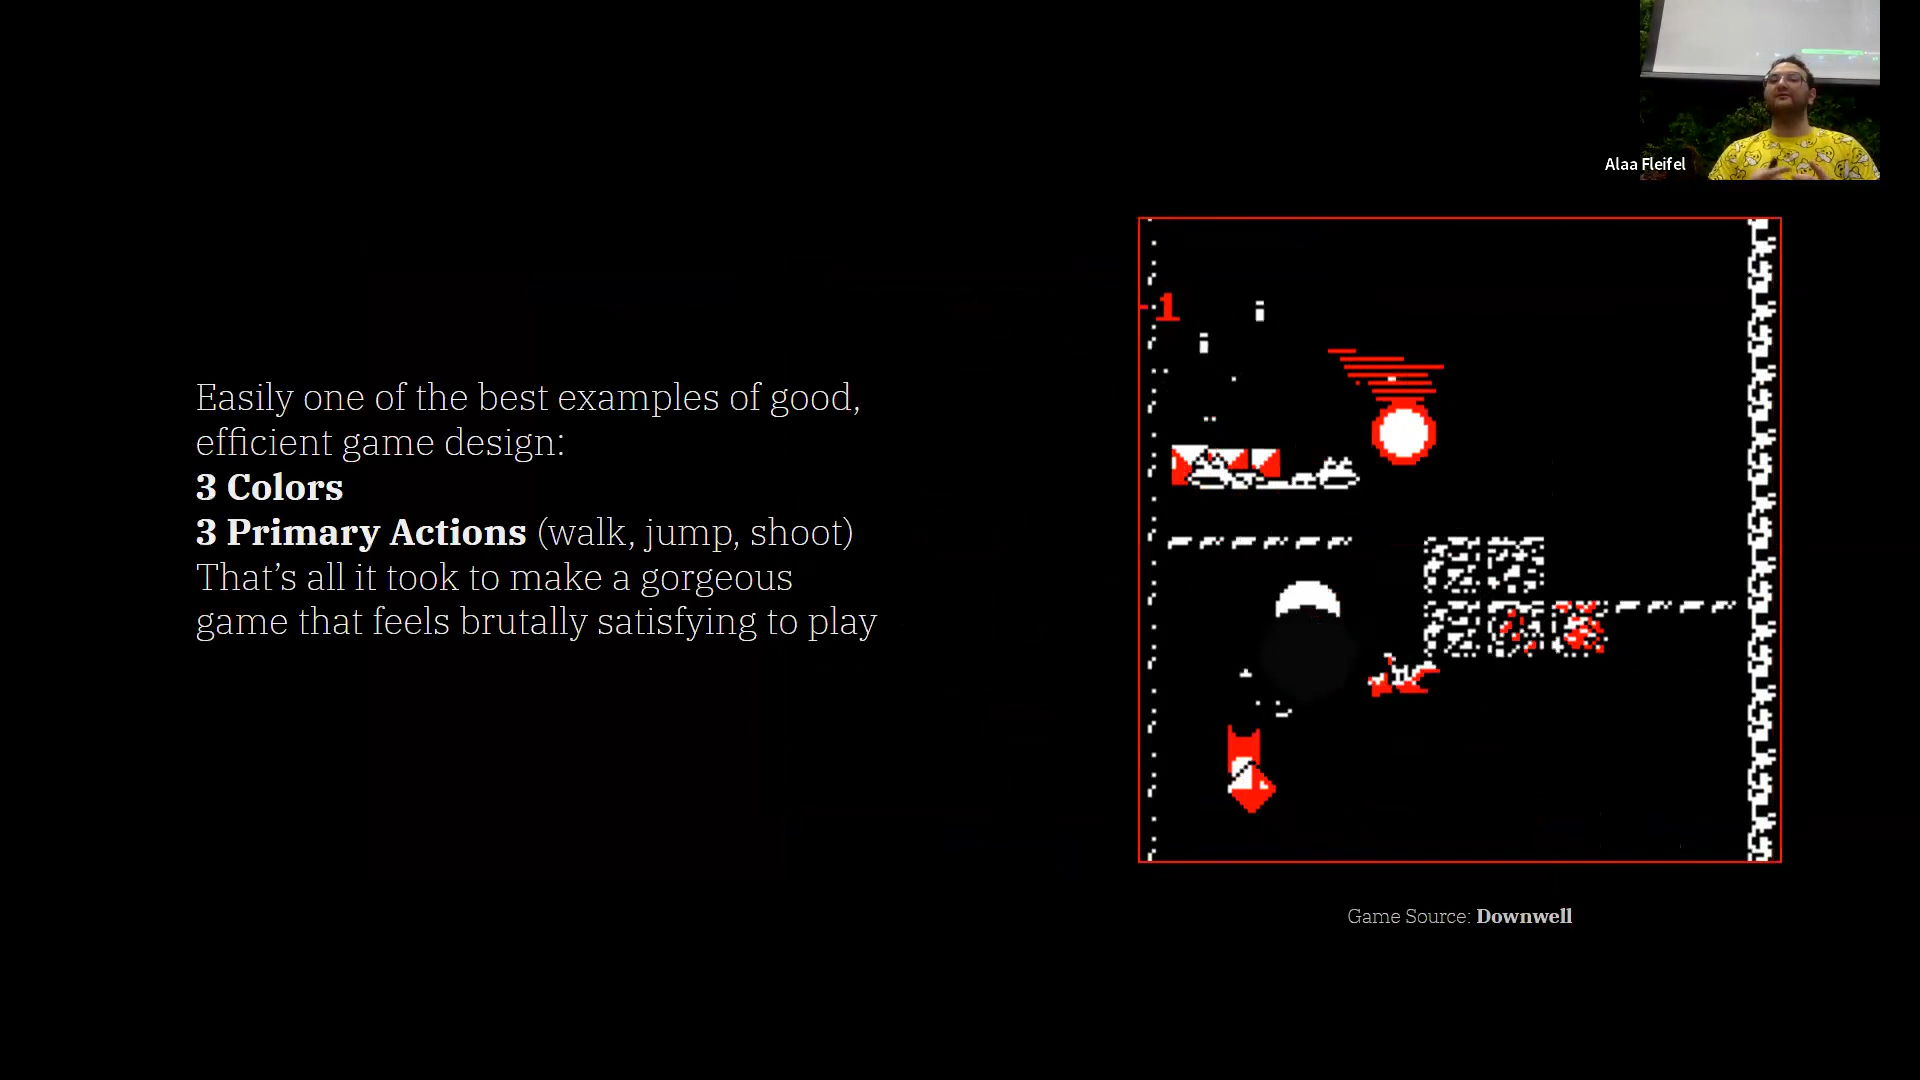 Alaa Fleifel
-1
Easily one of the best examples of good,
efficient game design:
3 Colors
3 Primary Actions (walk, jump, shoot)
That’s all it took to make a gorgeous
game that feels brutally satisfying to play
Game Source: Downwell